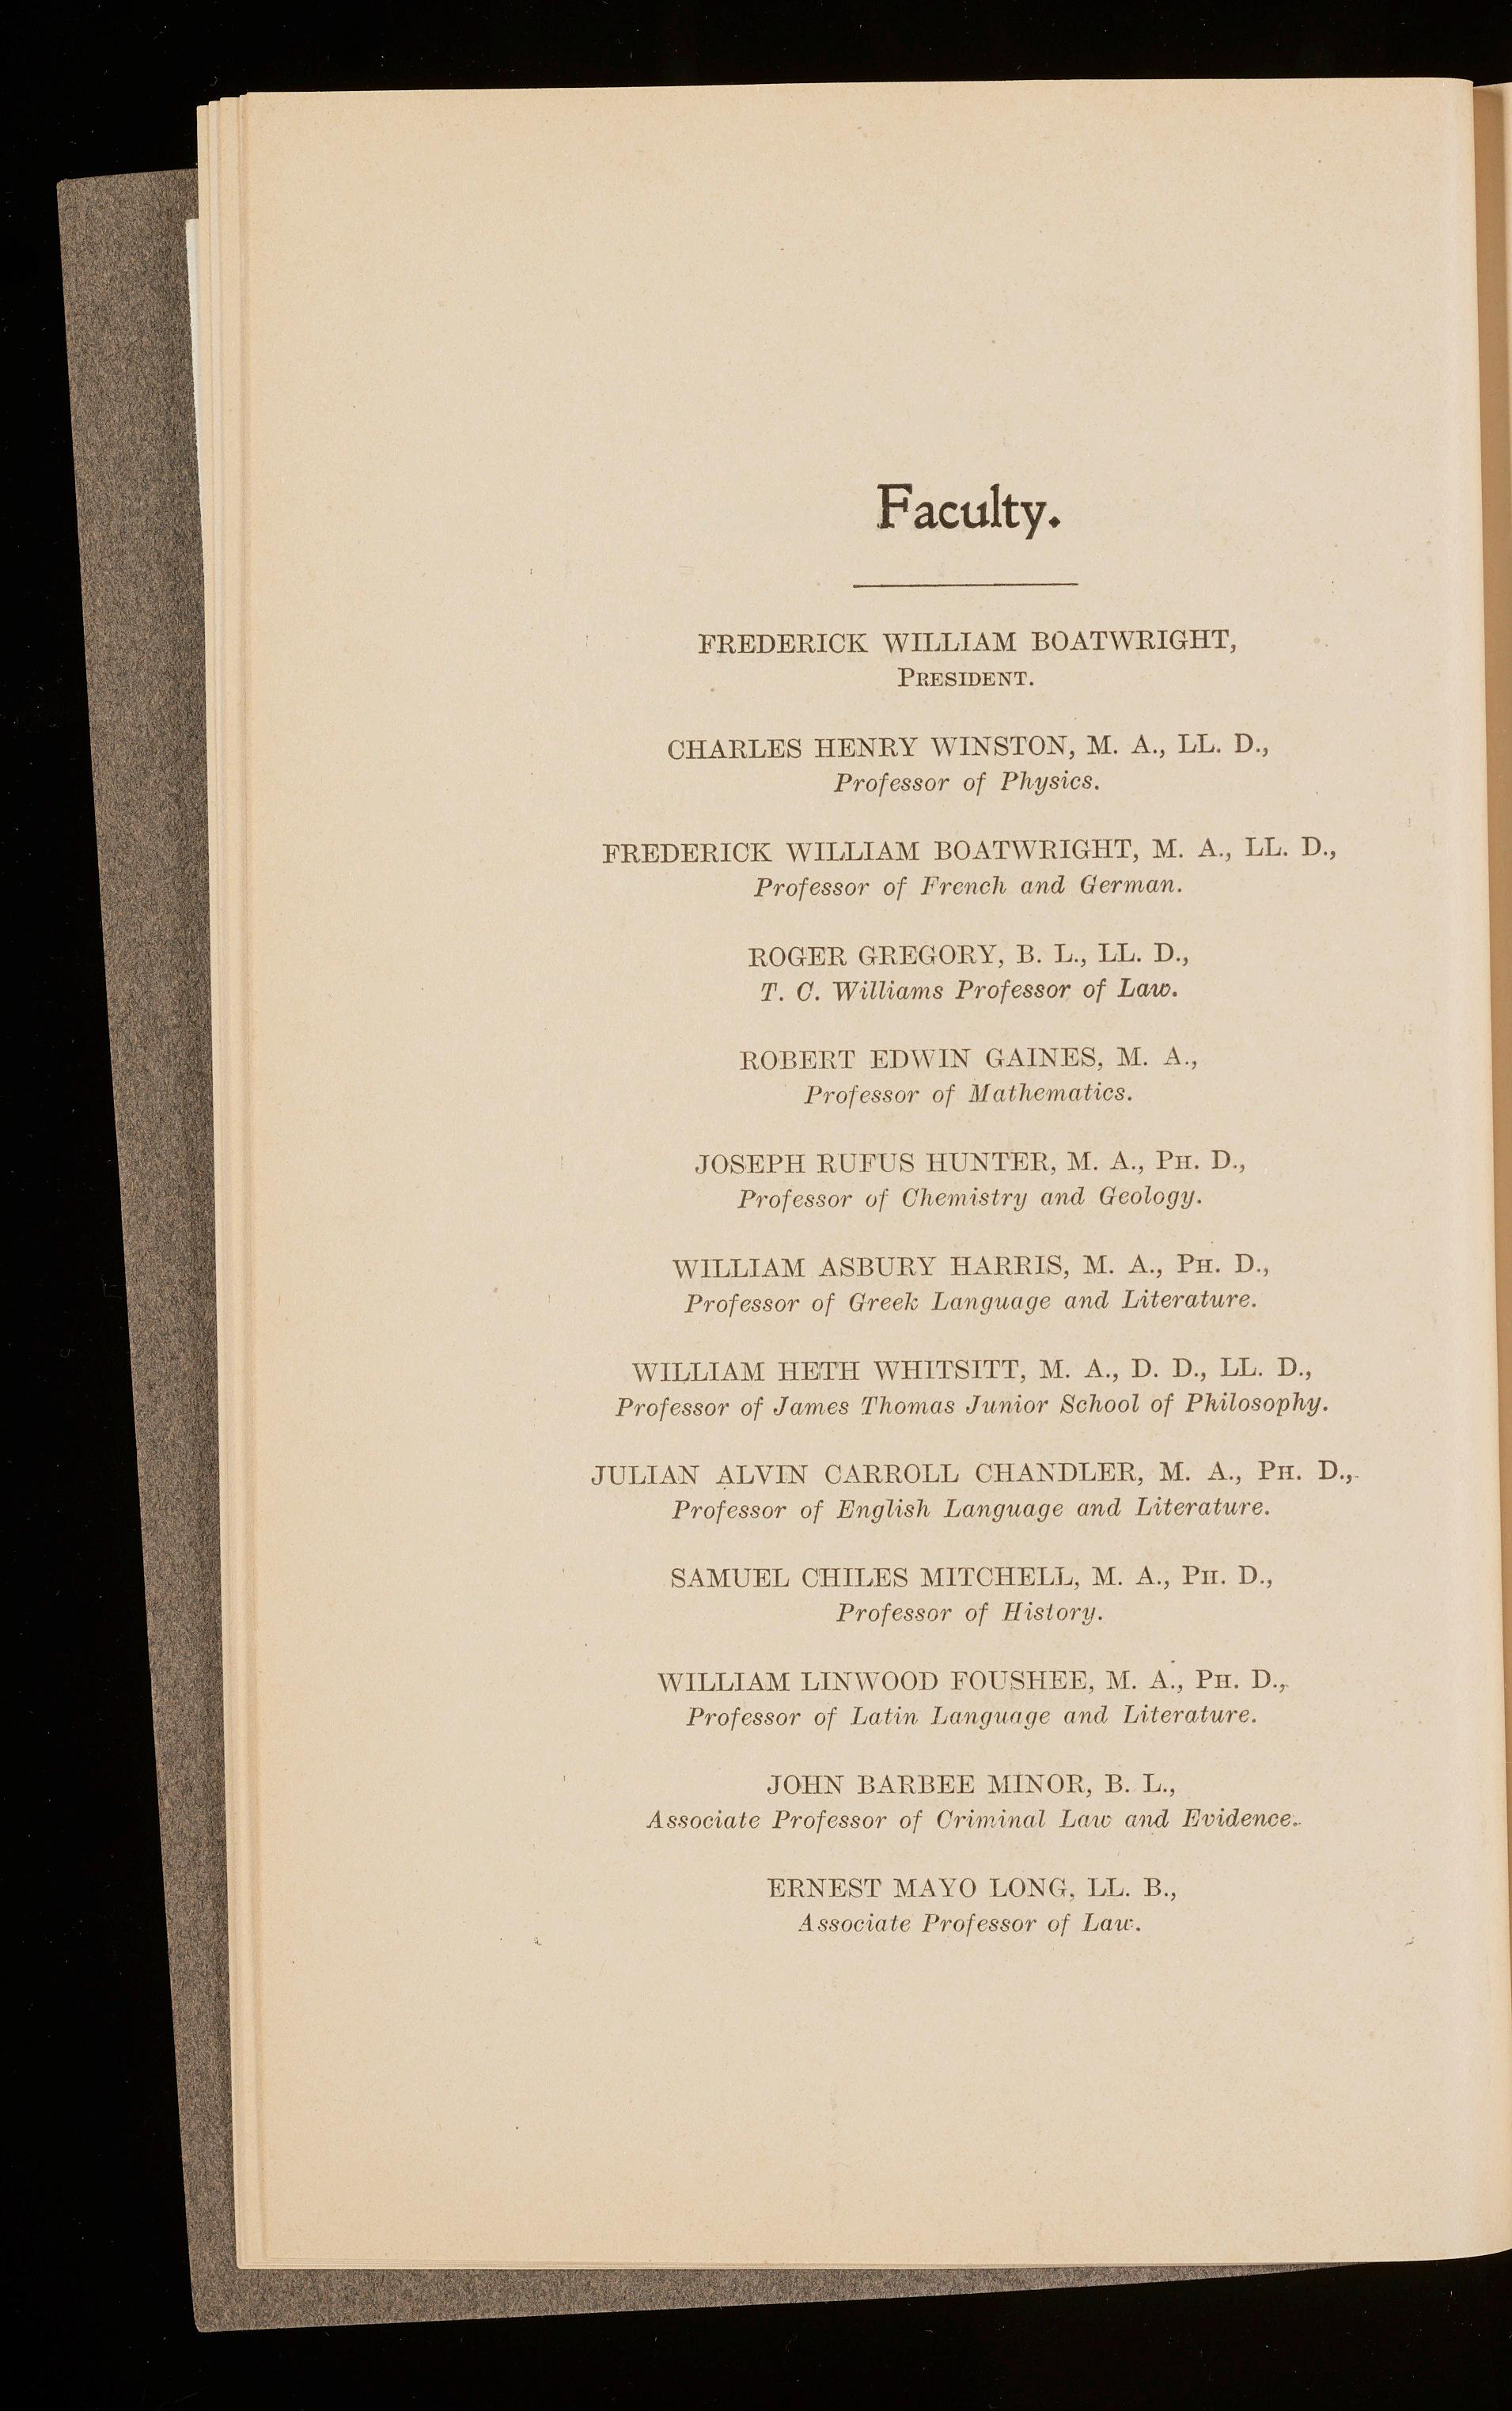 Faculty.
FREDERICK WILLIAM BOATWRIGHT,
PRESIDENT.
CHARLES HENRY WINSTON, M. A., LL. D.,
Professor of Physics.
FREDERICK WILLIAM BOATWRIGHT, M. A., LL. D.,
Professor of French and German.
ROGER GREGORY, B. L., LL. D.,
T. C. Williams Professor of Law.
ROBERT EDWIN GAINES, M. A.,
Professor of Mathematics.
JOSEPH RUFUS HUNTER, M. A., PH. D.,
Professor of Chemistry and Geology.
WILLIAM ASBURY HARRIS, M. A., PH. D.,
Professor of Greek Language and Literature.
WILLIAM HETH WHITSITT, M. A., D. D., LL. D.,
Professor of James Thomas Junior School of Philosophy.
JULIAN ALVIN CARROLL CHANDLER, M. A., PH. D.,
Professor of English Language and Literature.
SAMUEL CHILES MITCHELL, M. A., PH. D.,
Professor of History.
WILLIAM LINWOOD FOUSHEE, M. A., PH. D.,
Professor of Latin Language and Literature.
JOHN BARBEE MINOR, B. L.,
Associate Professor of Criminal Law and Evidence.
ERNEST MAYO LONG, LL. B.,
Associate Professor of Law.